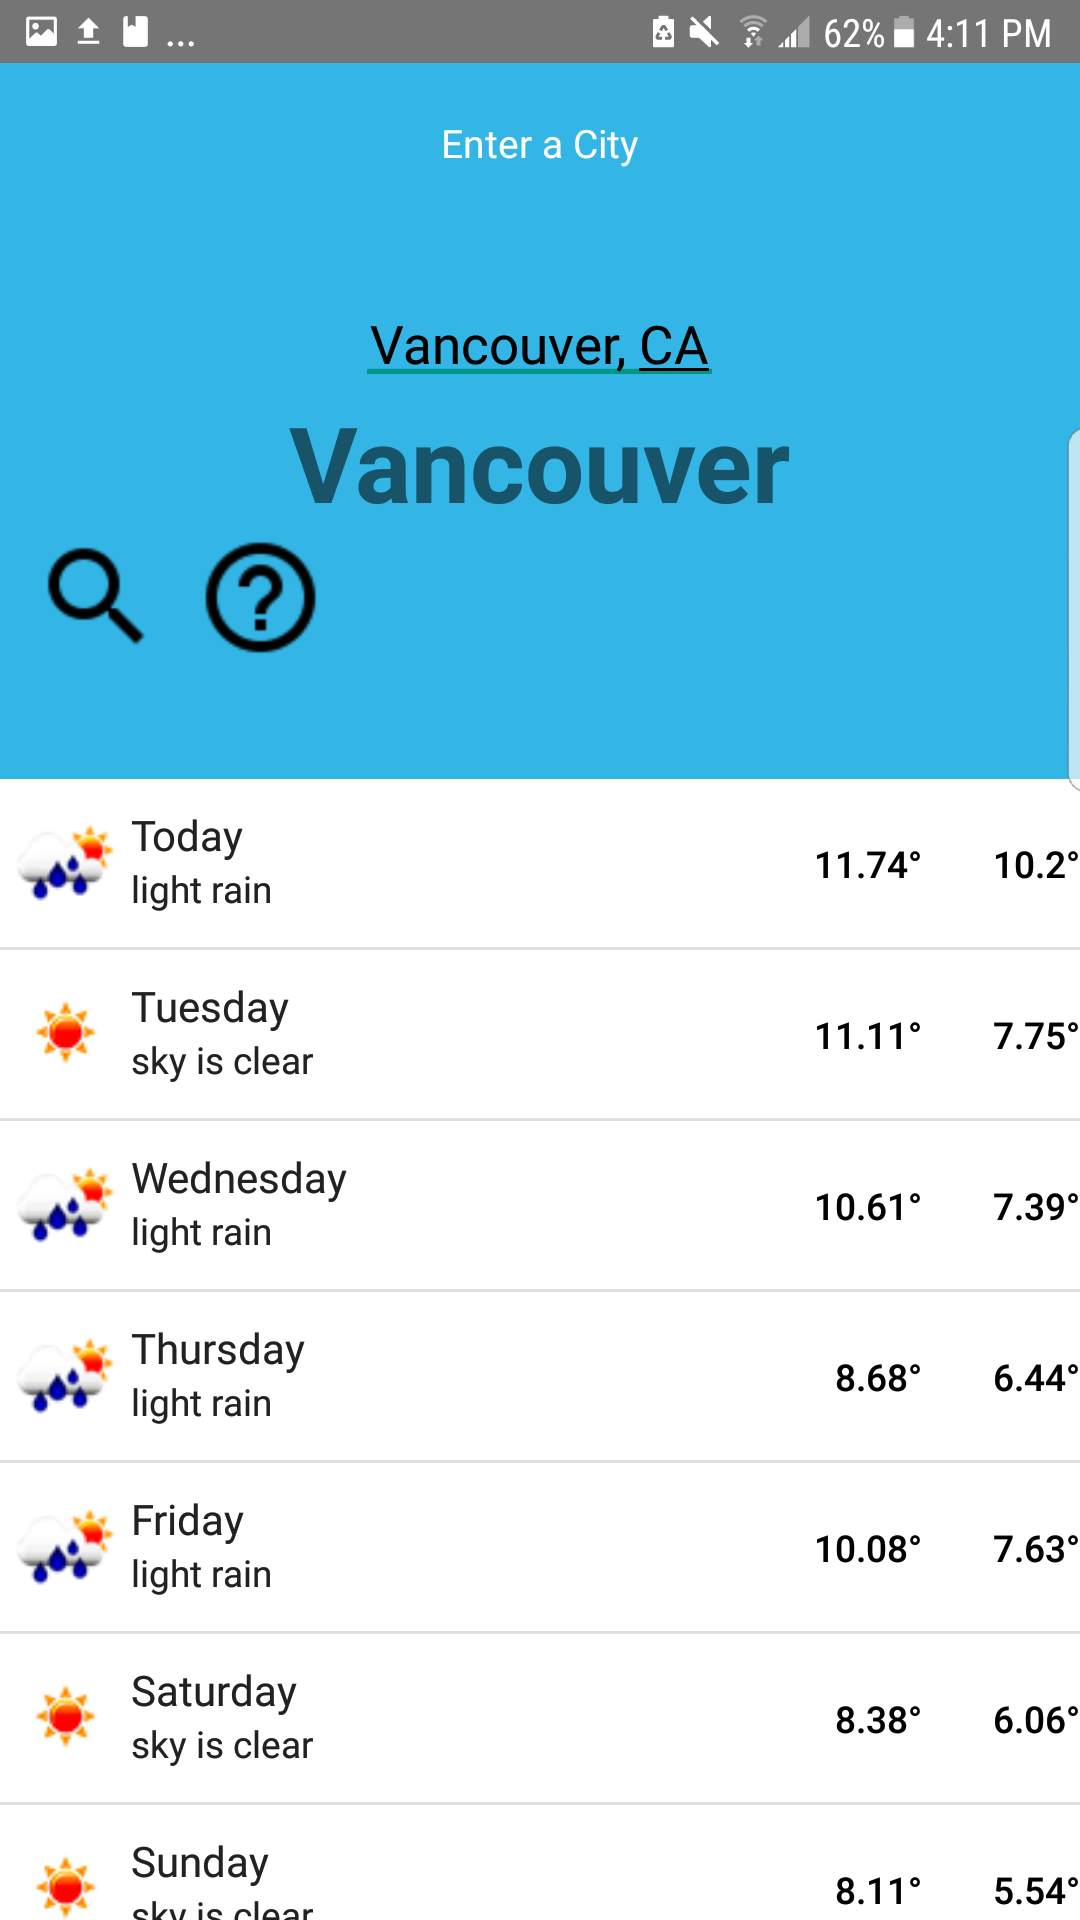 ... 62% 4:11 PM
Enter a City
Vancouver, CA
Vancouver
Today 11.74° 10.2°
light rain
Tuesday 11.11° 7.75°
sky is clear
Wednesday 10.61° 7.39°
light rain
Thursday 8.68° 6.44°
light rain
Friday 10.08° 7.63°
light rain
Saturday 8.38° 6.06°
sky is clear
Sunday 8.11° 5.54°
sky is clear